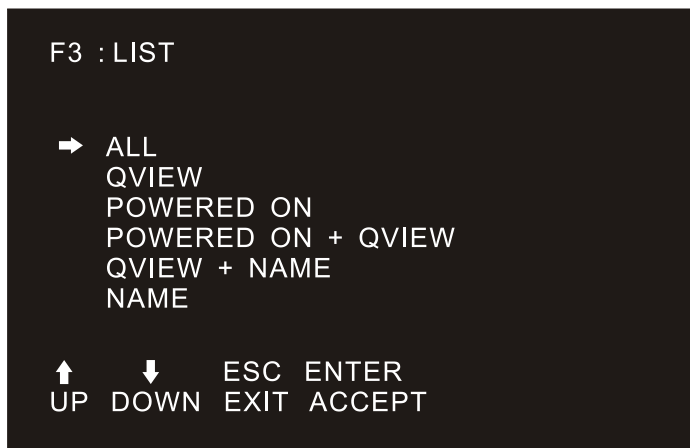 F3 : LIST
➡ ALL
QVIEW
POWERED ON
POWERED ON + QVIEW
QVIEW + NAME
NAME
⬆ ⬇ ESC ENTER
UP DOWN EXIT ACCEPT